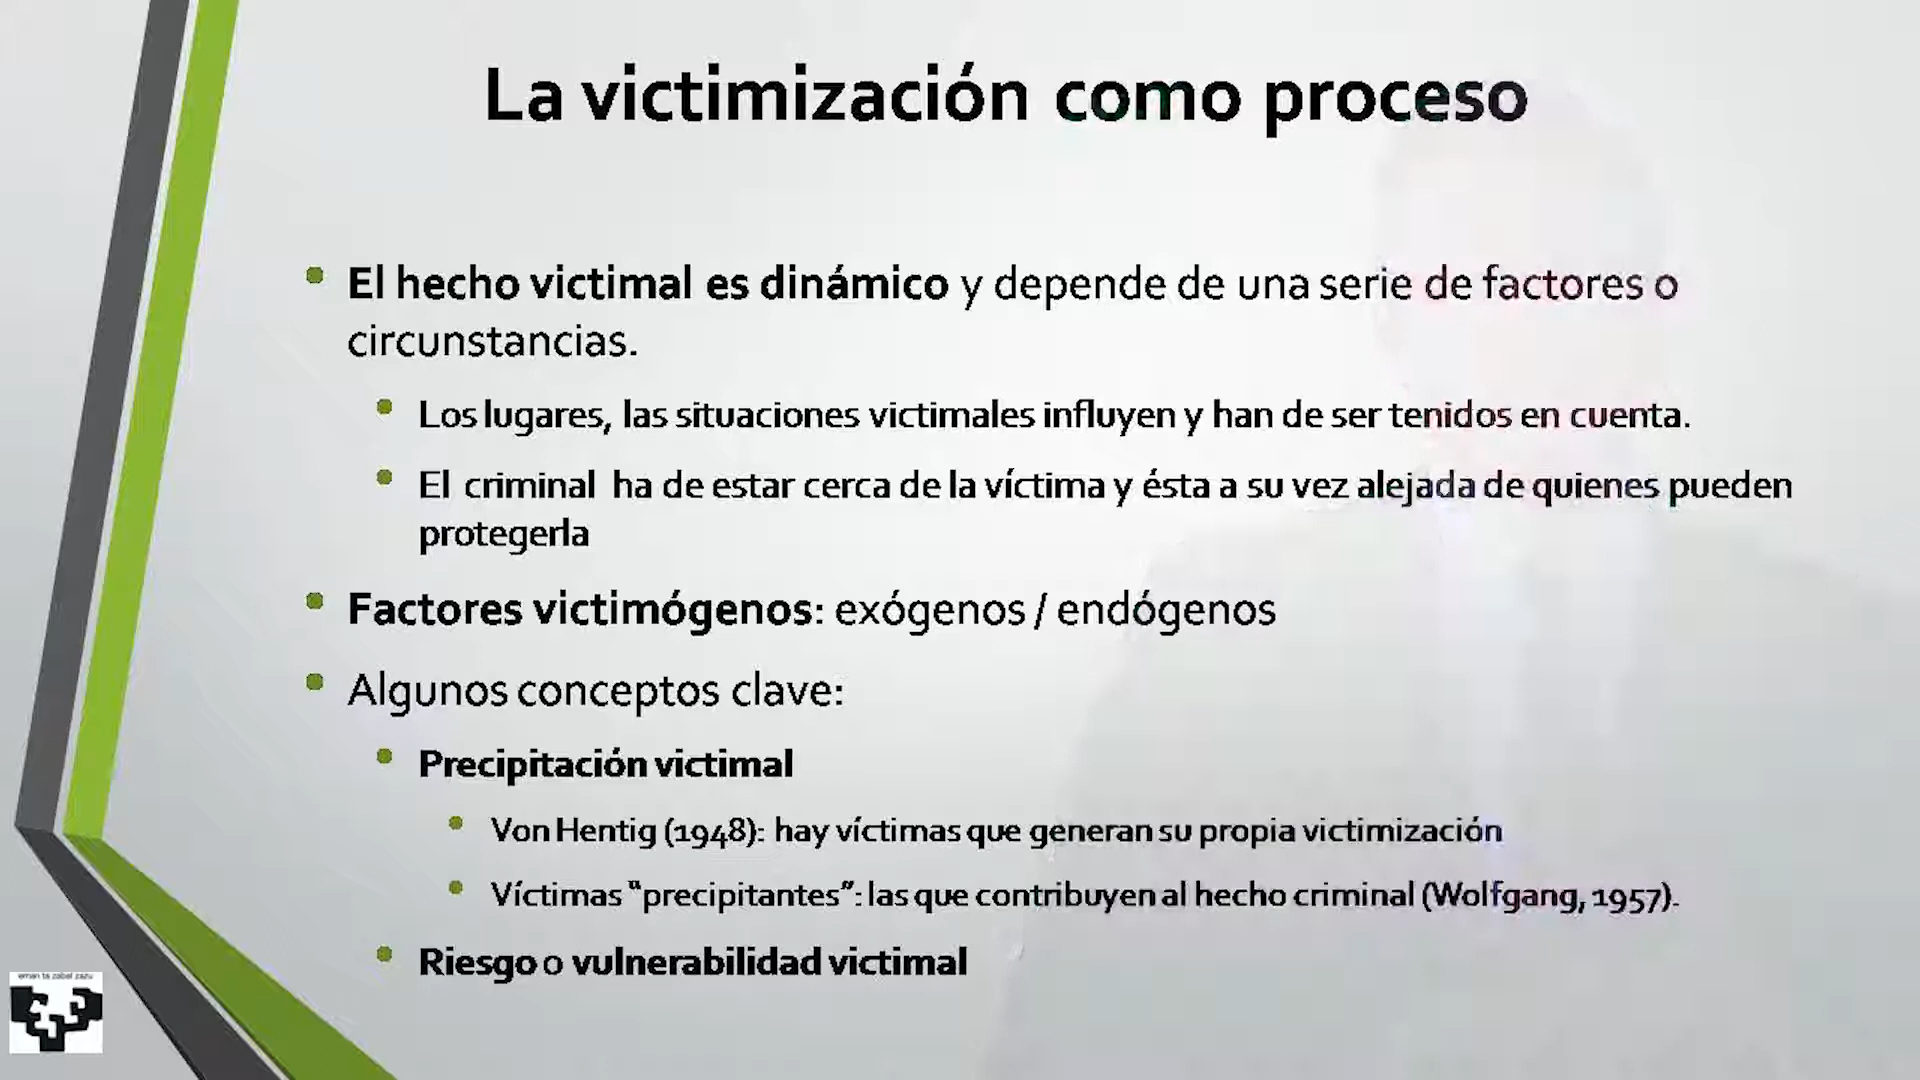 La victimización como proceso
El hecho victimal es dinámico y depende de una serie de factores o
circunstancias.
Los lugares, las situaciones victimales influyen y han de ser tenidos en cuenta.
El criminal ha de estar cerca de la víctima y ésta a su vez alejada de quienes pueden
protegerla
Factores victimógenos: exógenos / endógenos
Algunos conceptos clave:
Precipitación victimal
Von Hentig (1948): hay víctimas que generan su propia victimización
Víctimas “precipitantes”: las que contribuyen al hecho criminal (Wolfgang, 1957).
Riesgo o vulnerabilidad victimal
eman ta zabal zazu